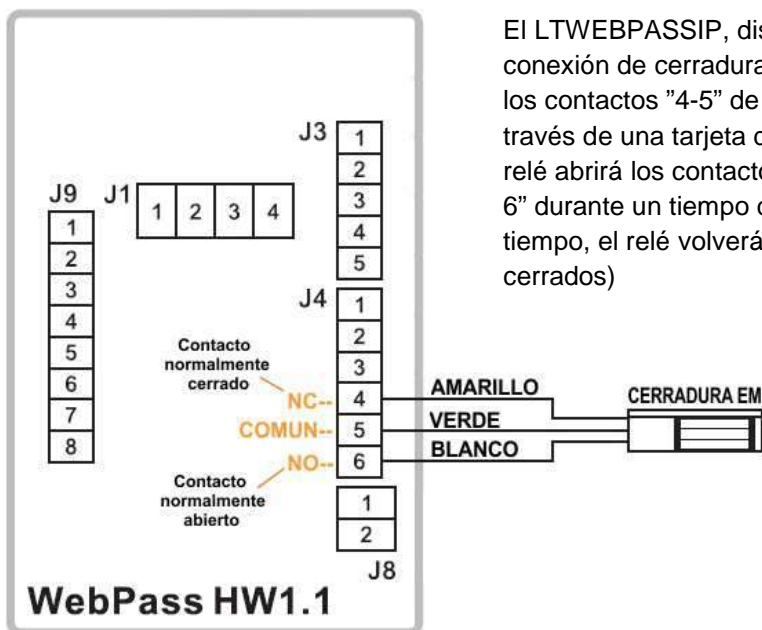 El LTWEBPASSIP,
conexión de cerradura
los contactos ”4-5” de
través de una tarjeta
relé abrirá los
6” durante un tiempo
tiempo, el relé volverá
cerrados)
J3
1
2
3
4
5
J9
1
2
3
4
5
6
7
8
J1
1 2 3 4
J4
1
2
3
4
5
6
Contacto
normalmente
cerrado
NC--
COMUN--
NO--
Contacto
normalmente
abierto
AMARILLO
VERDE
BLANCO
CERRADURA EM
1
2
J8
WebPass HW1.1